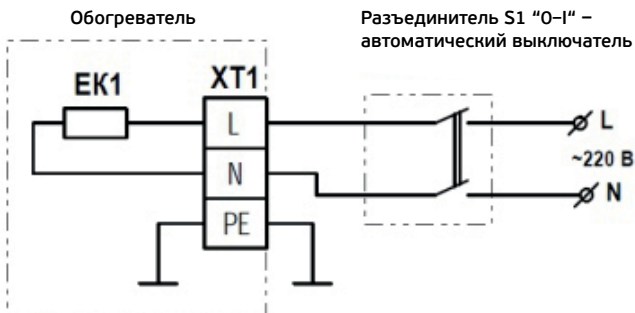 Обогреватель
Разъединитель S1 "0–I" –
автоматический выключатель
EK1
XT1
L
N
PE
L
~220 В
N